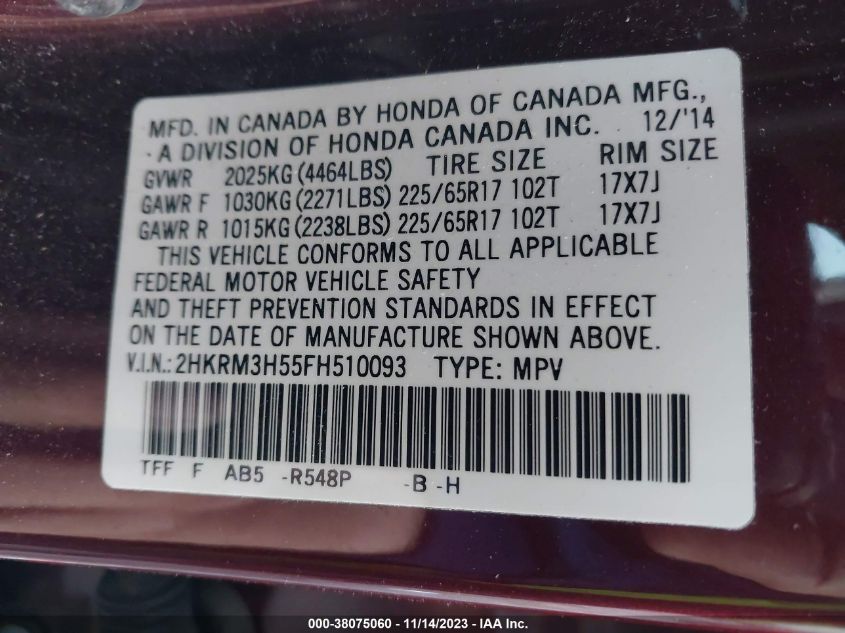 MFD. IN CANADA BY HONDA OF CANADA MFG.,
A DIVISION OF HONDA CANADA INC. 12/'14
GVWR 2025KG (4464LBS) TIRE SIZE RIM SIZE
GAWR F 1030KG (2271LBS) 225/65R17 102T 17X7J
GAWR R 1015KG (2238LBS) 225/65R17 102T 17X7J
THIS VEHICLE CONFORMS TO ALL APPLICABLE
FEDERAL MOTOR VEHICLE SAFETY
AND THEFT PREVENTION STANDARDS IN EFFECT
ON THE DATE OF MANUFACTURE SHOWN ABOVE.
V.I.N.: 2HKRM3H55FH510093 TYPE: MPV
TFF F AB5 -R548P -B -H
000-38075060 - 11/14/2023 - IAA Inc.